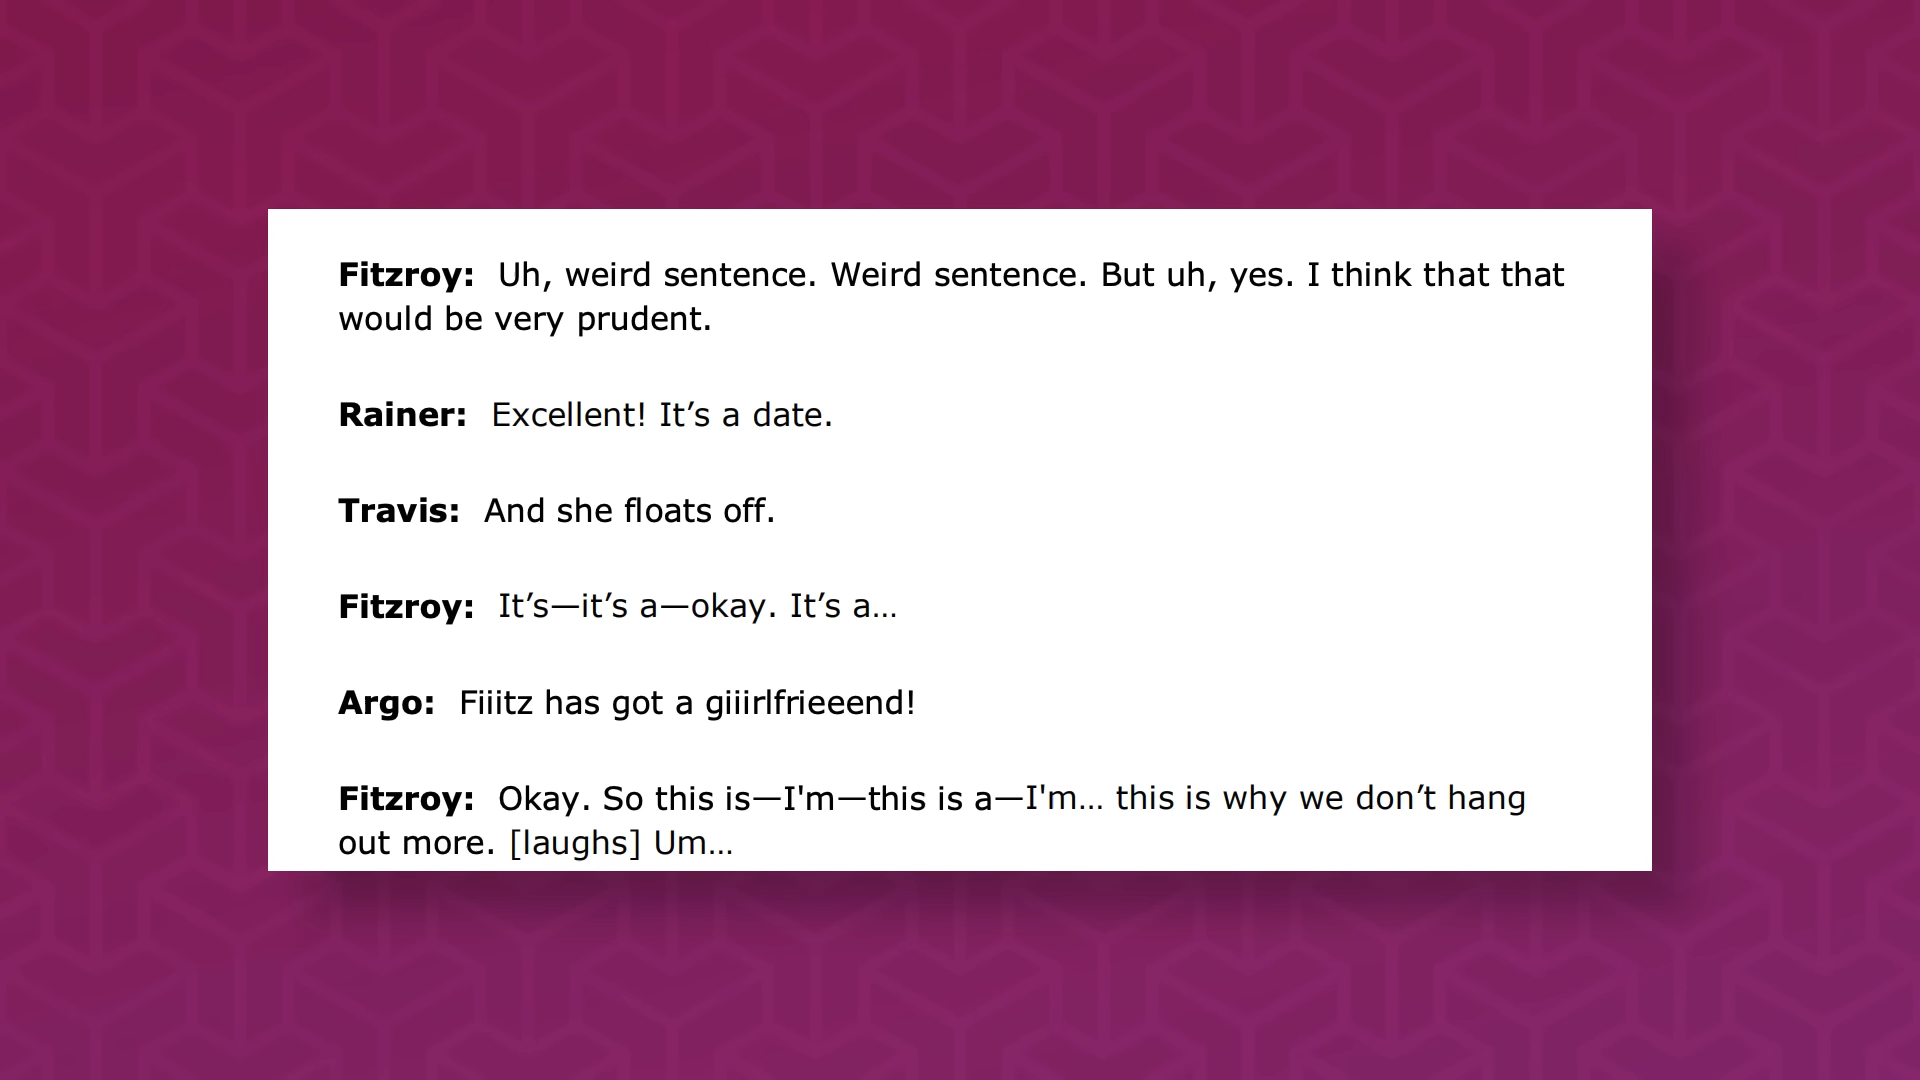 Fitzroy: Uh, weird sentence. Weird sentence. But uh, yes. I think that that
would be very prudent.
Rainer: Excellent! It’s a date.
Travis: And she floats off.
Fitzroy: It’s—it’s a—okay. It’s a…
Argo: Fiiitz has got a giiirlfrieeend!
Fitzroy: Okay. So this is—I'm—this is a—I'm… this is why we don’t hang
out more. [laughs] Um…